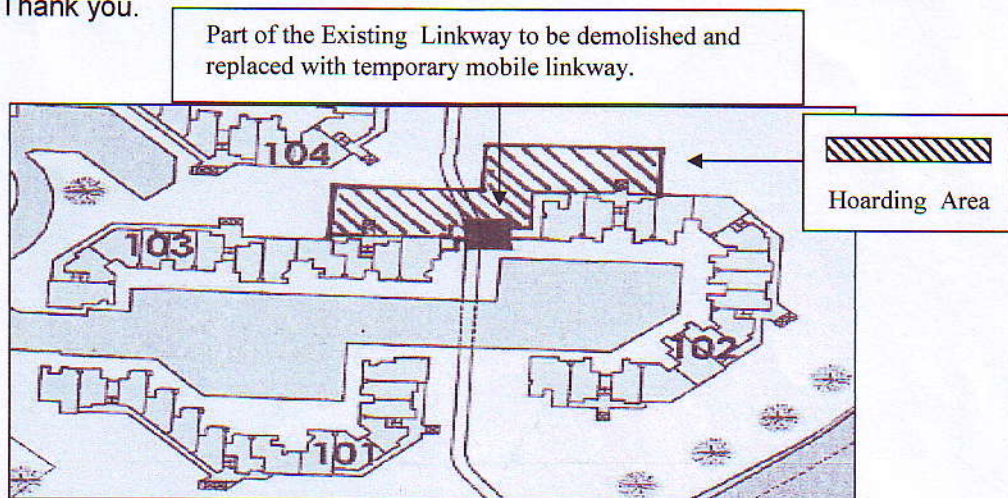 Thank you.
Part of the Existing Linkway to be demolished and
replaced with temporary mobile linkway.
104
Hoarding Area
103
102
101